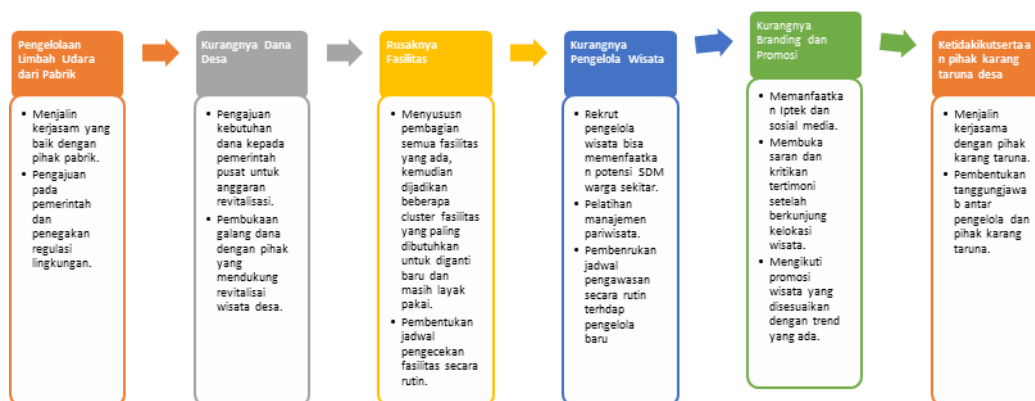 Pengelolaan
Limbah Udara
dari Pabrik
• Menjalin
kerjasam yang
baik dengan
pihak pabrik.
• Pengajuan
pada
pemerintah
dan
penegakan
regulasi
lingkungan.
Kurangnya Dana
Desa
• Pengajuan
kebutuhan
dana kepada
pemerintah
pusat untuk
anggaran
revitalisasi.
• Pembukaan
galang dana
dengan pihak
yang
mendukung
revitalisai
wisata desa.
Rusaknya
Fasilitas
• Menyususn
pembagian
semua fasilitas
yang ada,
kemudian
dijadikan
beberapa
cluster fasilitas
yang paling
dibutuhkan
untuk diganti
baru dan
masih layak
pakai.
• Pembentukan
jadwal
pengecekan
fasilitas secara
rutin.
Kurangnya
Pengelola Wisata
• Rekrut
pengelola
wisata bisa
memenfaatka
n potensi SDM
warga sekitar.
• Pelatihan
manajemen
pariwisata.
• Pembenrukan
jadwal
pengawasan
secara rutin
terhdap
pengelola
baru
Kurangnya
Branding dan
Promosi
• Memanfaatka
n Iptek dan
sosial media.
• Membuka
saran dan
kritikan
tertimoni
setelah
berkunjung
kelokasi
wisata.
• Mengikuti
promosi
wisata yang
disesuaikan
dengan trend
yang ada.
Ketidakikutsertaa
n pihak karang
taruna desa
• Menjalin
kerjasama
dengan pihak
karang taruna.
• Pembentukan
tanggungjawa
b antar
pengelola dan
pihak karang
taruna.